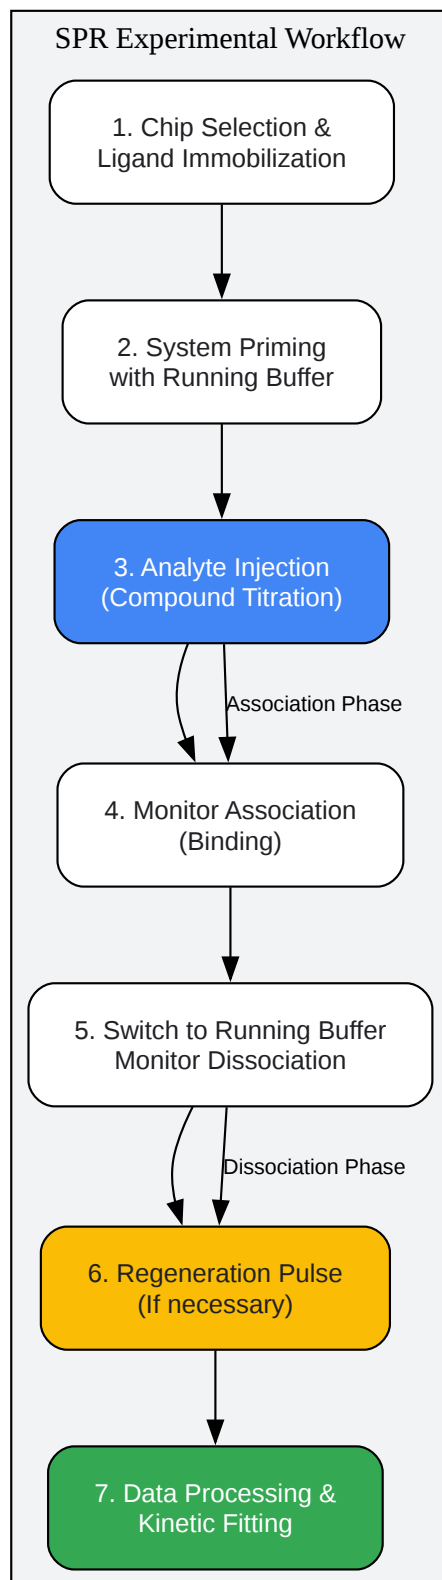 SPR Experimental Workflow
1. Chip Selection &
Ligand Immobilization
2. System Priming
with Running Buffer
3. Analyte Injection
(Compound Titration)
Association Phase
4. Monitor Association
(Binding)
5. Switch to Running Buffer
Monitor Dissociation
Dissociation Phase
6. Regeneration Pulse
(If necessary)
7. Data Processing &
Kinetic Fitting